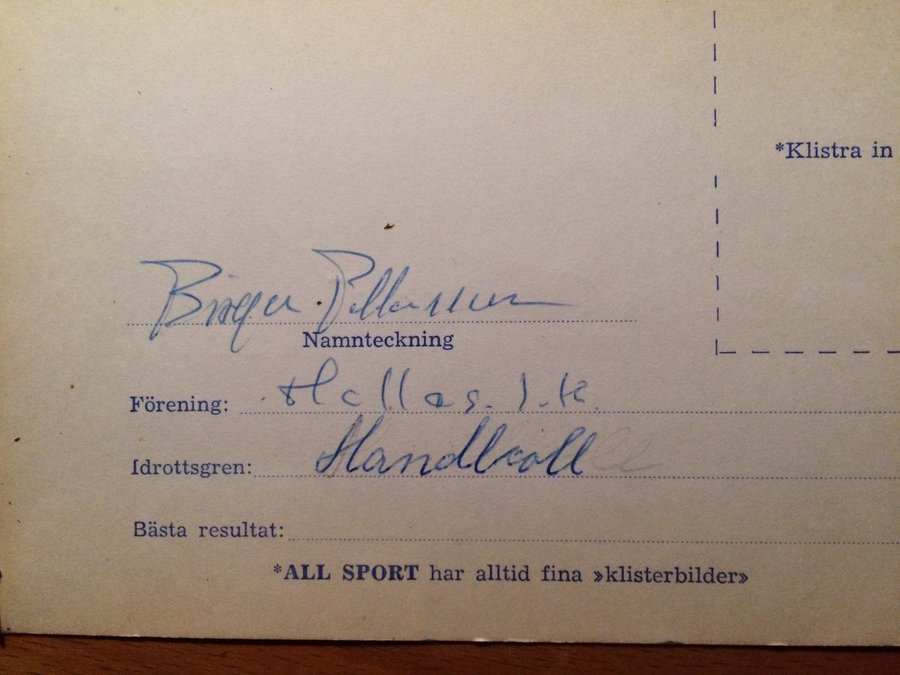 *Klistra in
Birger
Namnteckning
Förening: Hellas. I.K.
Idrottsgren: Handboll
Bästa resultat:
*ALL SPORT har alltid fina »klisterbilder»